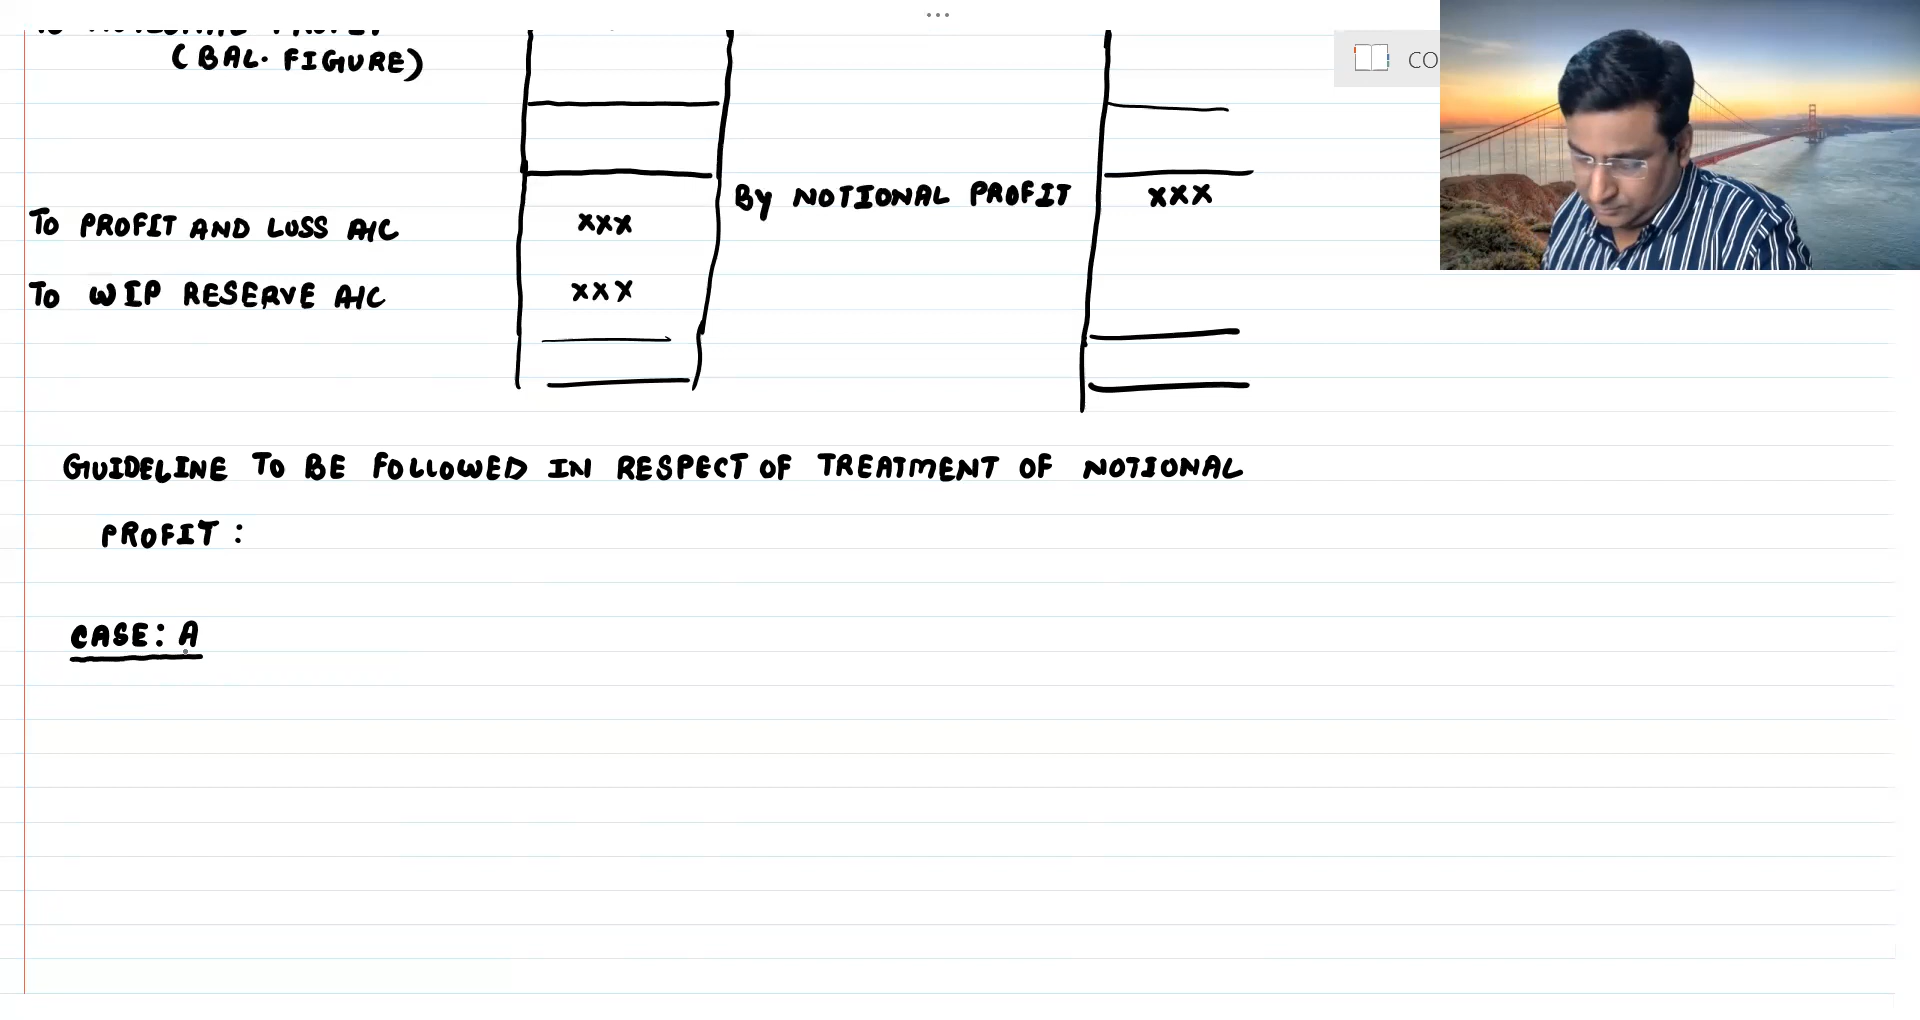 (BAL. FIGURE)
By NOTIONAL PROFIT XXX
TO PROFIT AND LOSS A/C XXX
TO WIP RESERVE A/C XXX
GUIDELINE TO BE FOLLOWED IN RESPECT OF TREATMENT OF NOTIONAL
PROFIT :
CASE: A
CO